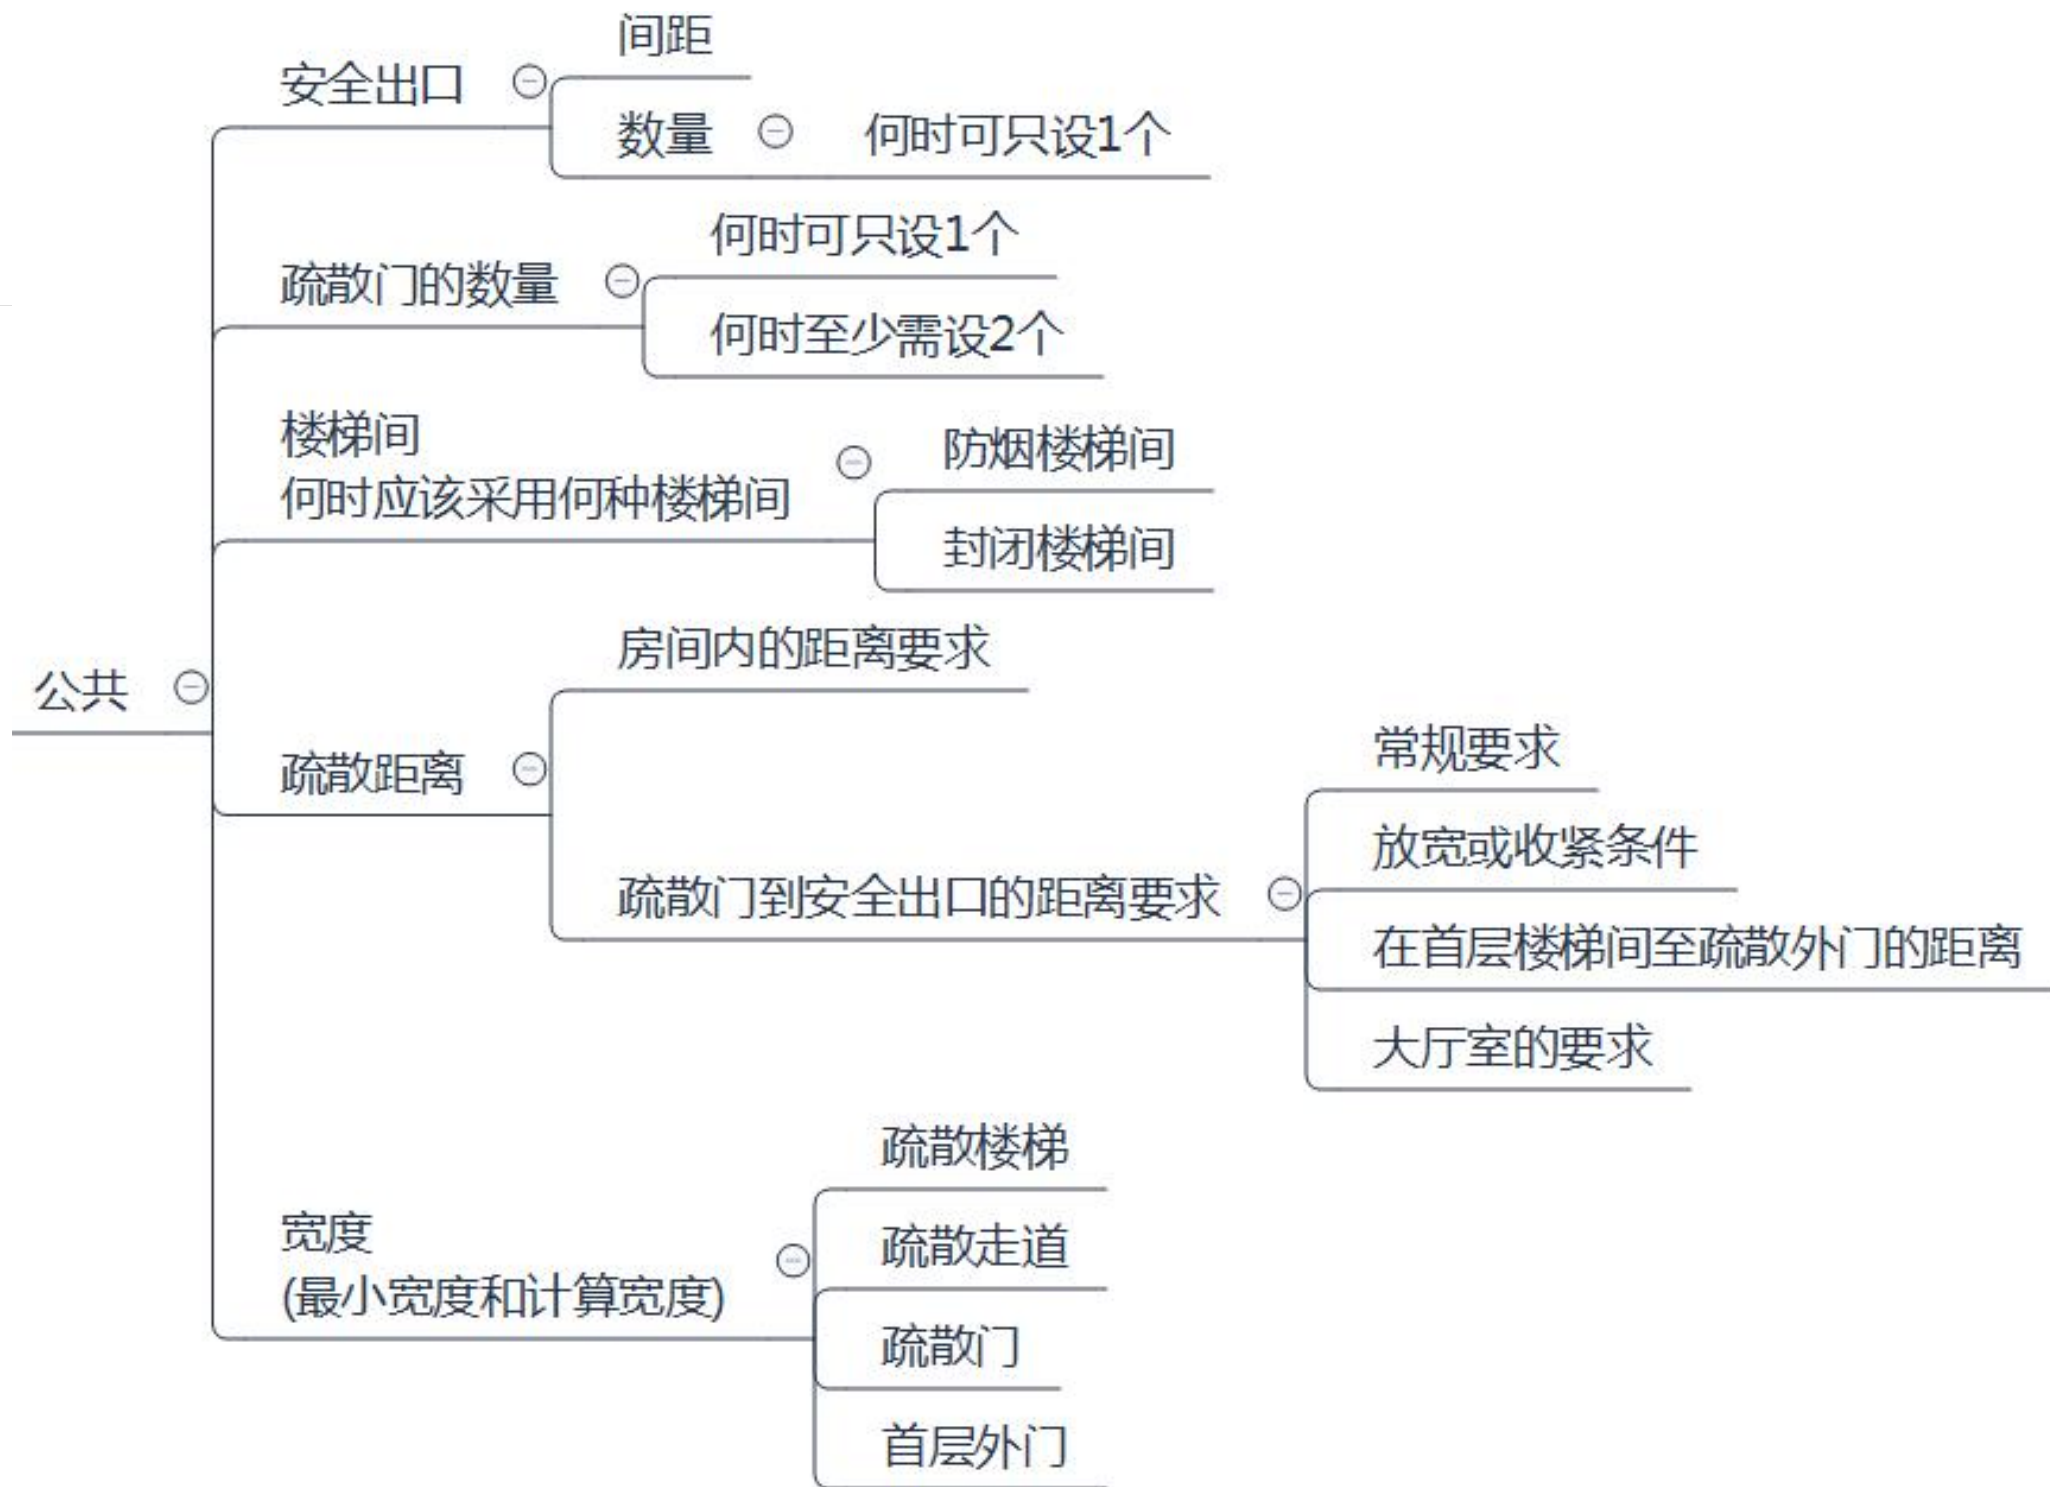 间距
安全出口
数量
何时可只设1个
何时可只设1个
疏散门的数量
何时至少需设2个
楼梯间
何时应该采用何种楼梯间
防烟楼梯间
封闭楼梯间
房间内的距离要求
公共
疏散距离
常规要求
放宽或收紧条件
疏散门到安全出口的距离要求
在首层楼梯间至疏散外门的距离
大厅室的要求
疏散楼梯
宽度
(最小宽度和计算宽度)
疏散走道
疏散门
首层外门